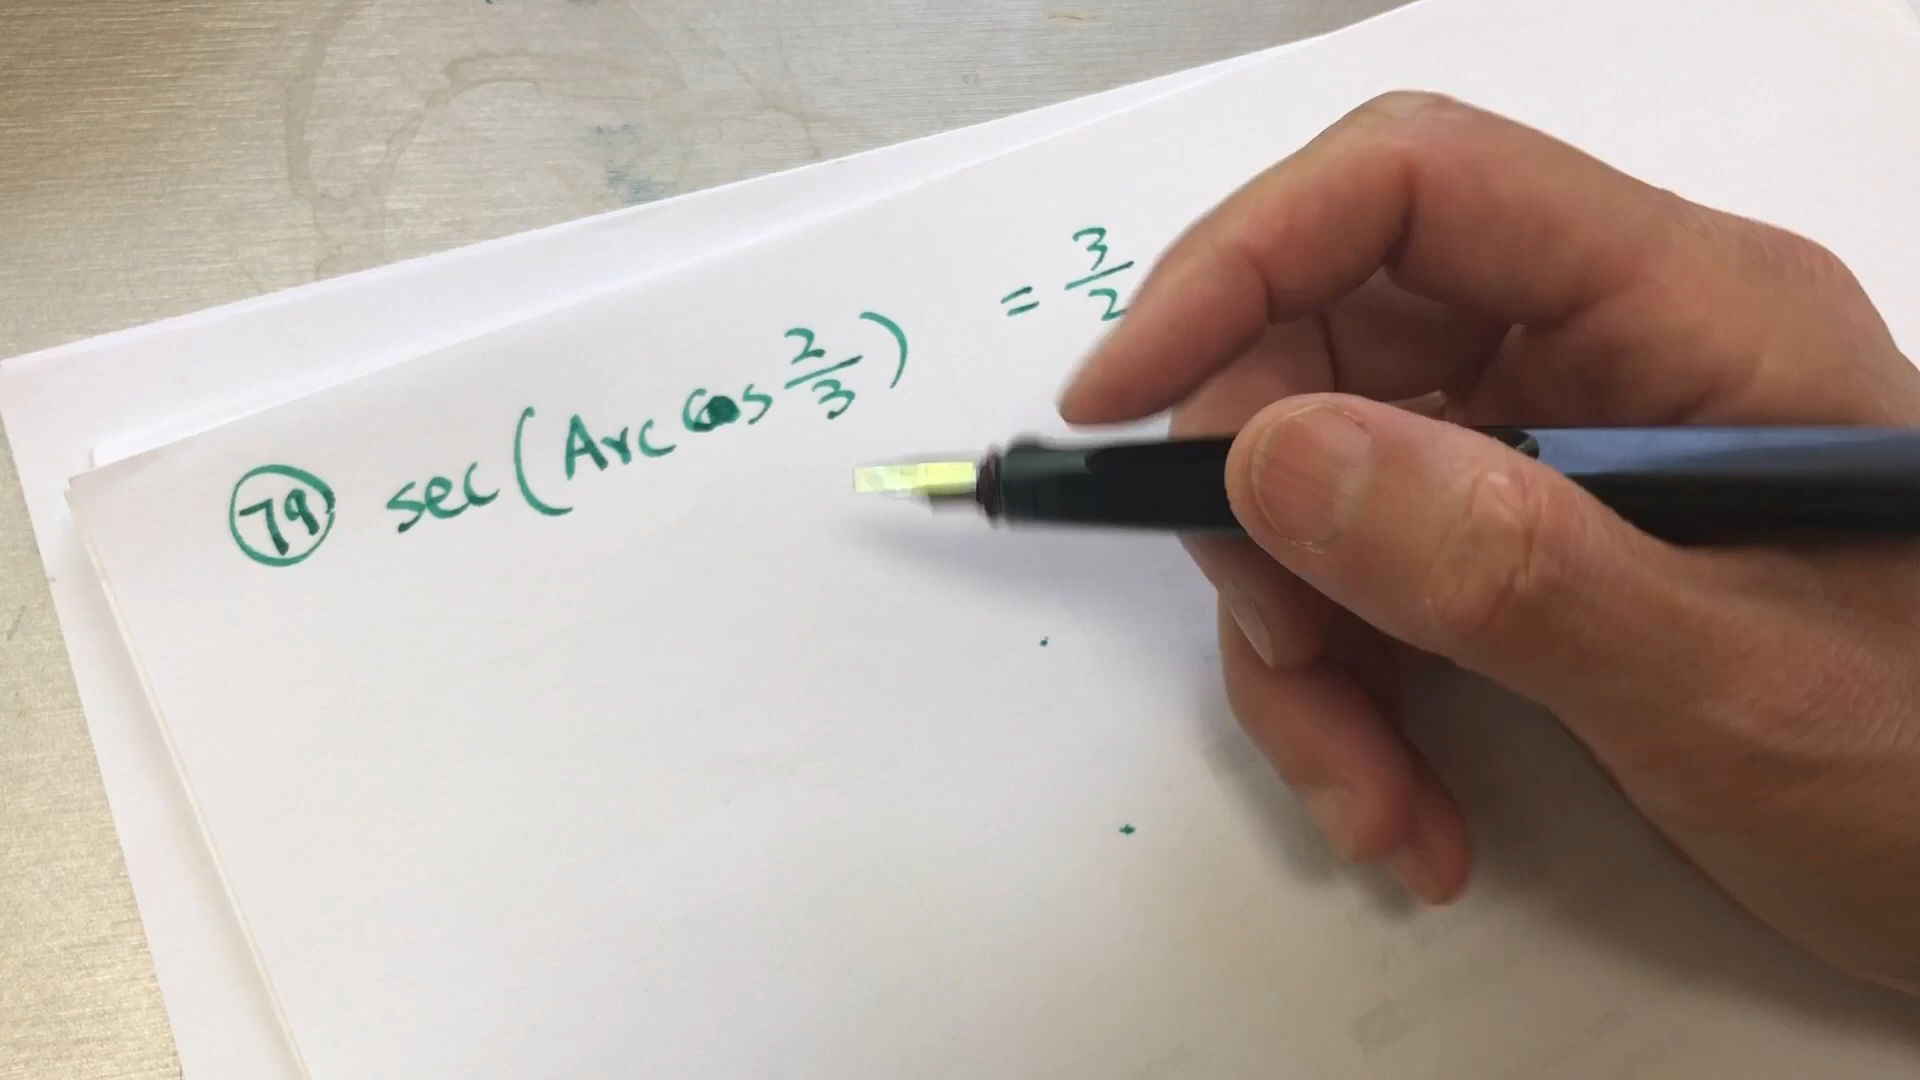 79 sec(Arccos 2/3) = 3/2